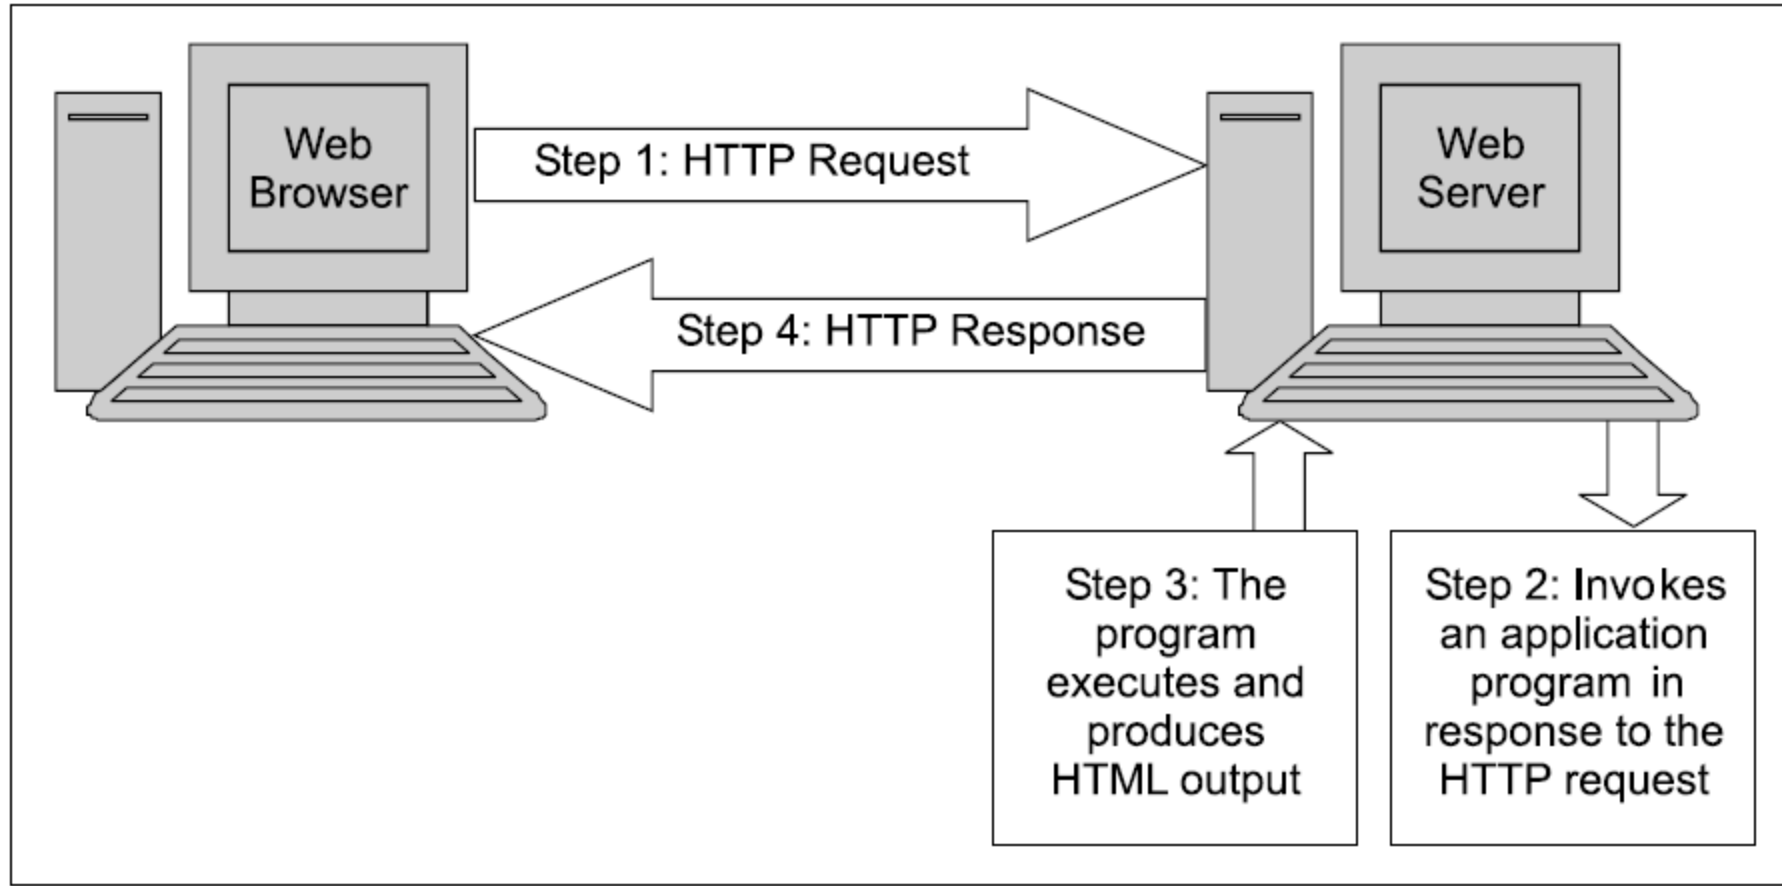 Web
Browser
Step 1: HTTP Request
Web
Server
Step 4: HTTP Response
Step 3: The
program
executes and
produces
HTML output
Step 2: Invokes
an application
program in
response to the
HTTP request